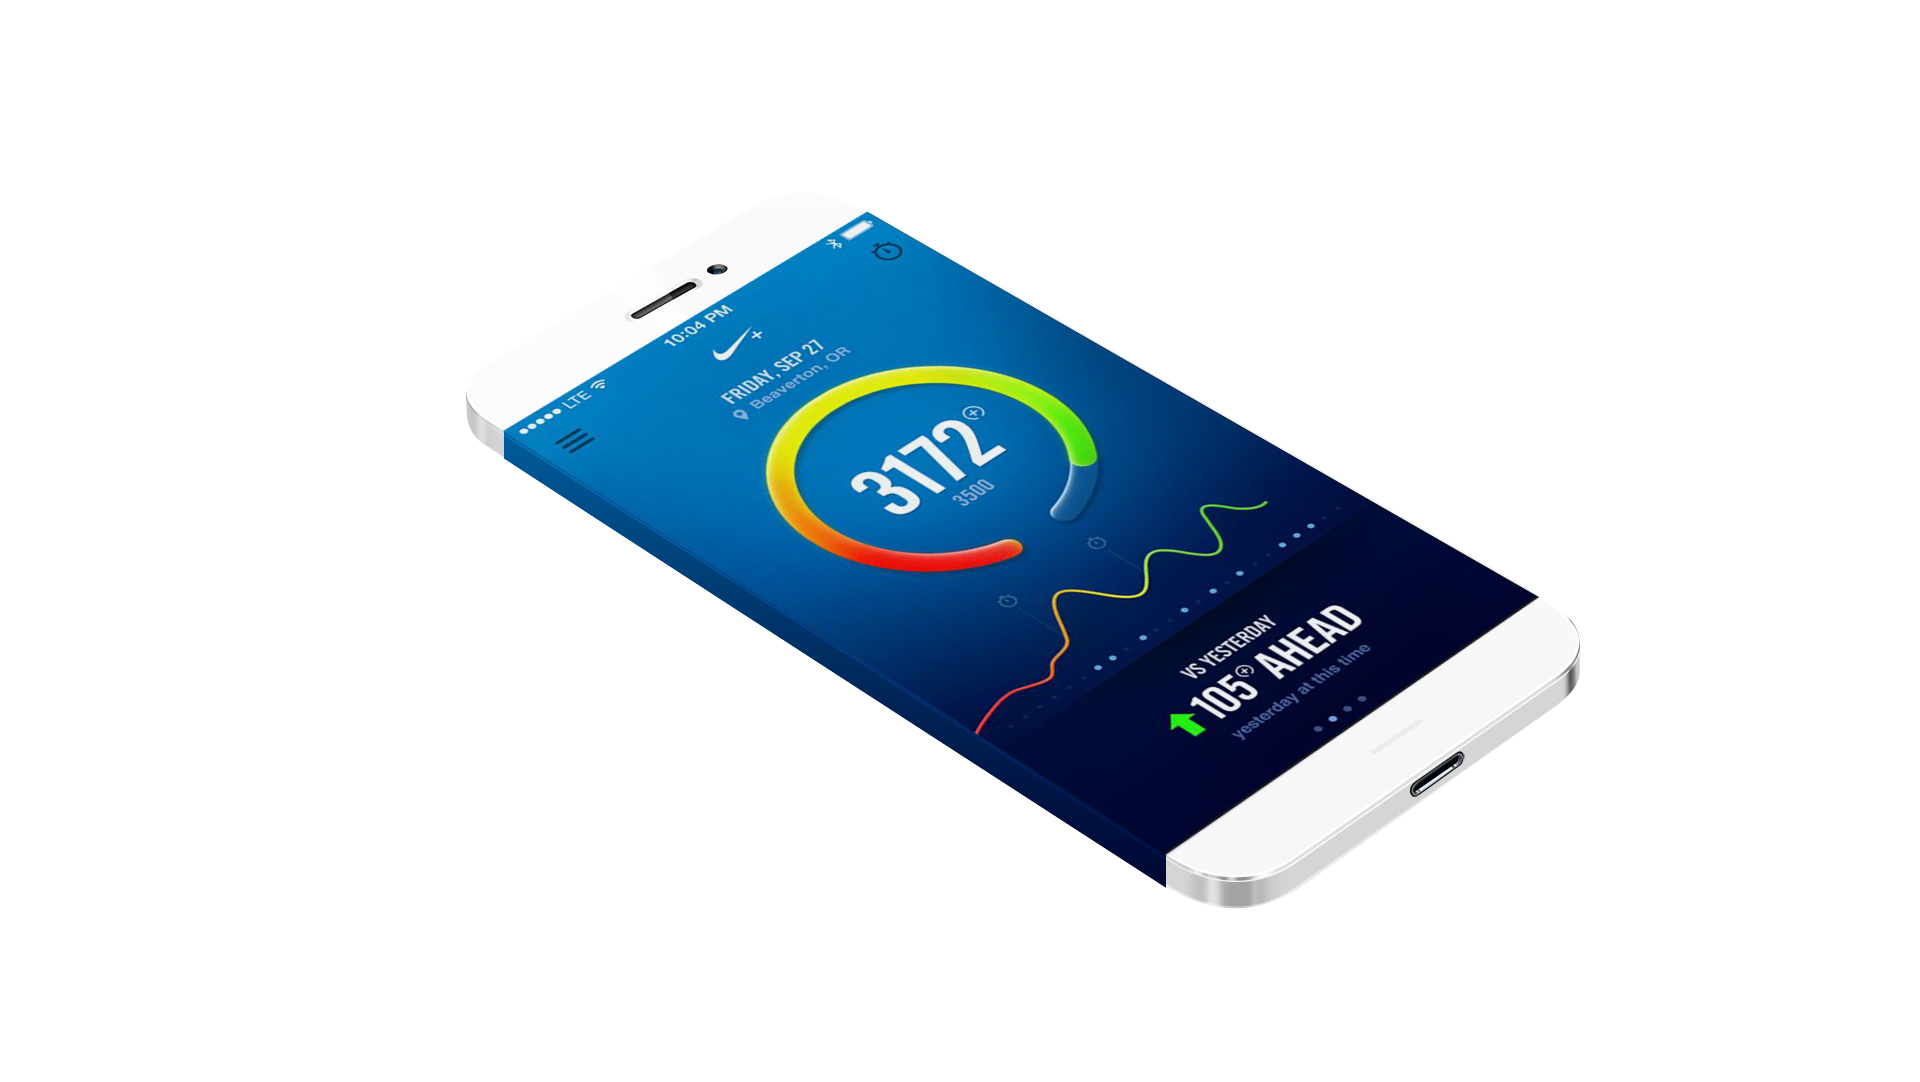 LTE 10:04 PM
FRIDAY, SEP 27
Beaverton, OR
3172
3500
VS YESTERDAY
105 AHEAD
yesterday at this time